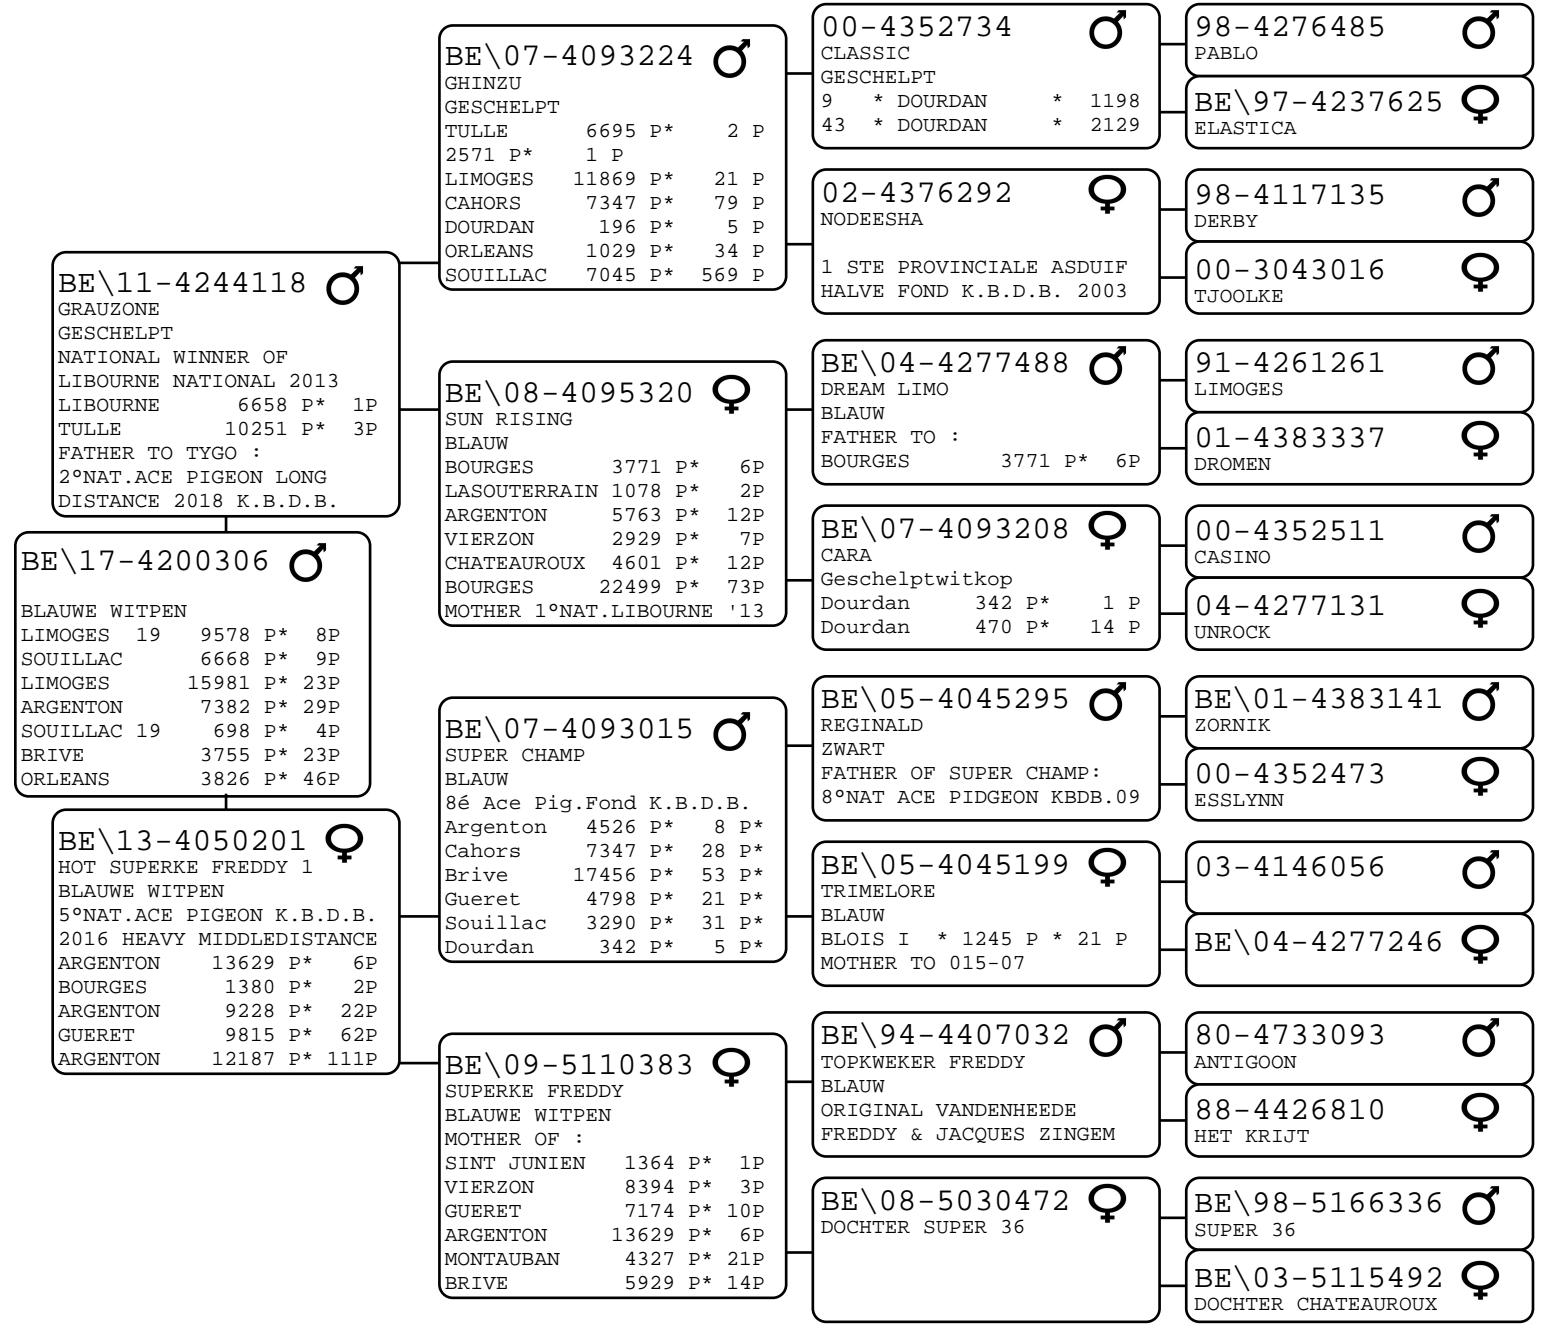 BE\11-4244118
GRAUZONE
GESCHELPT
NATIONAL WINNER OF
LIBOURNE NATIONAL 2013
LIBOURNE 6658 P* 1P
TULLE 10251 P* 3P
FATHER TO TYGO :
2°NAT.ACE PIGEON LONG
DISTANCE 2018 K.B.D.B.
BE\17-4200306
BLAUWE WITPEN
LIMOGES 19 9578 P* 8P
SOUILLAC 6668 P* 9P
LIMOGES 15981 P* 23P
ARGENTON 7382 P* 29P
SOUILLAC 19 698 P* 4P
BRIVE 3755 P* 23P
ORLEANS 3826 P* 46P
BE\13-4050201
HOT SUPERKE FREDDY 1
BLAUWE WITPEN
5°NAT.ACE PIGEON K.B.D.B.
2016 HEAVY MIDDLEDISTANCE
ARGENTON 13629 P* 6P
BOURGES 1380 P* 2P
ARGENTON 9228 P* 22P
GUERET 9815 P* 62P
ARGENTON 12187 P* 111P
BE\07-4093224
GHINZU
GESCHELPT
TULLE 6695 P* 2 P
2571 P* 1 P
LIMOGES 11869 P* 21 P
CAHORS 7347 P* 79 P
DOURDAN 196 P* 5 P
ORLEANS 1029 P* 34 P
SOUILLAC 7045 P* 569 P
BE\08-4095320
SUN RISING
BLAUW
BOURGES 3771 P* 6P
LASOUTERRAIN 1078 P* 2P
ARGENTON 5763 P* 12P
VIERZON 2929 P* 7P
CHATEAUROUX 4601 P* 12P
BOURGES 22499 P* 73P
MOTHER 1°NAT.LIBOURNE '13
BE\07-4093015
SUPER CHAMP
BLAUW
8é Ace Pig.Fond K.B.D.B.
Argenton 4526 P* 8 P*
Cahors 7347 P* 28 P*
Brive 17456 P* 53 P*
Gueret 4798 P* 21 P*
Souillac 3290 P* 31 P*
Dourdan 342 P* 5 P*
BE\09-5110383
SUPERKE FREDDY
BLAUWE WITPEN
MOTHER OF :
SINT JUNIEN 1364 P* 1P
VIERZON 8394 P* 3P
GUERET 7174 P* 10P
ARGENTON 13629 P* 6P
MONTAUBAN 4327 P* 21P
BRIVE 5929 P* 14P
00-4352734
CLASSIC
GESCHELPT
9 * DOURDAN * 1198
43 * DOURDAN * 2129
02-4376292
NODEESHA
1 STE PROVINCIALE ASDUIF
HALVE FOND K.B.D.B. 2003
BE\04-4277488
DREAM LIMO
BLAUW
FATHER TO :
BOURGES 3771 P* 6P
BE\07-4093208
CARA
Geschelptwitkop
Dourdan 342 P* 1 P
Dourdan 470 P* 14 P
BE\05-4045295
REGINALD
ZWART
FATHER OF SUPER CHAMP:
8°NAT ACE PIDGEON KBDB.09
BE\05-4045199
TRIMELORE
BLAUW
BLOIS I * 1245 P * 21 P
MOTHER TO 015-07
BE\94-4407032
TOPKWEKER FREDDY
BLAUW
ORIGINAL VANDENHEEDE
FREDDY & JACQUES ZINGEM
BE\08-5030472
DOCHTER SUPER 36
98-4276485
PABLO
BE\97-4237625
ELASTICA
98-4117135
DERBY
00-3043016
TJOOLKE
91-4261261
LIMOGES
01-4383337
DROMEN
00-4352511
CASINO
04-4277131
UNROCK
BE\01-4383141
ZORNIK
00-4352473
ESSLYNN
03-4146056
BE\04-4277246
80-4733093
ANTIGOON
88-4426810
HET KRIJT
BE\98-5166336
SUPER 36
BE\03-5115492
DOCHTER CHATEAUROUX